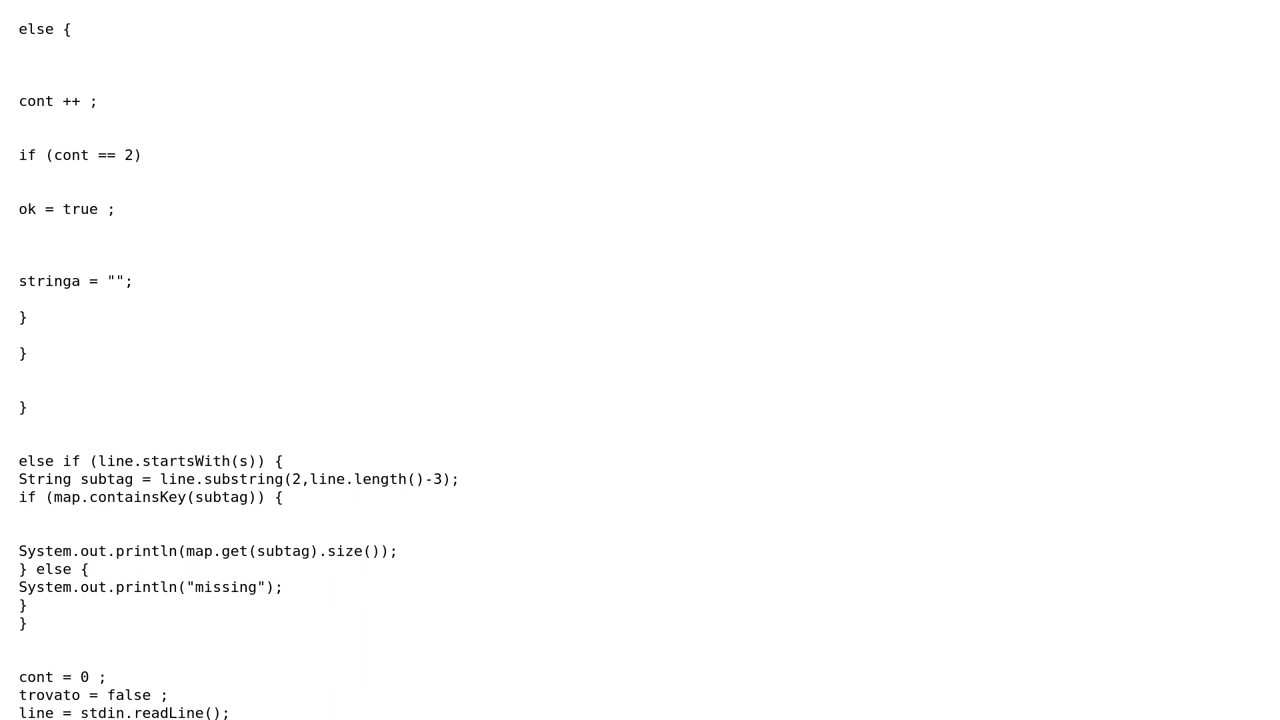 else {
cont ++ ;
if (cont == 2)
ok = true ;
stringa = "";
}
}
}
else if (line.startsWith(s)) {
String subtag = line.substring(2,line.length()-3);
if (map.containsKey(subtag)) {
System.out.println(map.get(subtag).size());
} else {
System.out.println("missing");
}
}
cont = 0 ;
trovato = false ;
line = stdin.readLine();